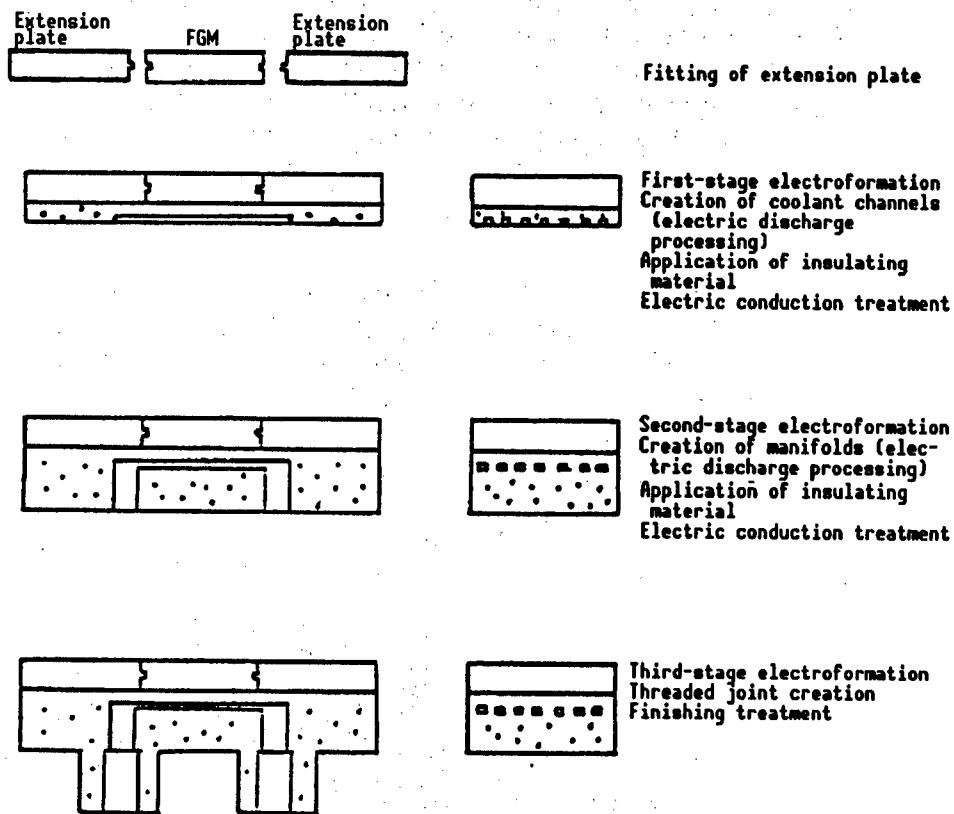 Extension
plate
FGM
Extension
plate
Fitting of extension plate
First-stage electroformation
Creation of coolant channels
(electric discharge
processing)
Application of insulating
material
Electric conduction treatment
Second-stage electroformation
Creation of manifolds (elec-
tric discharge processing)
Application of insulating
material
Electric conduction treatment
Third-stage electroformation
Threaded joint creation
Finishing treatment